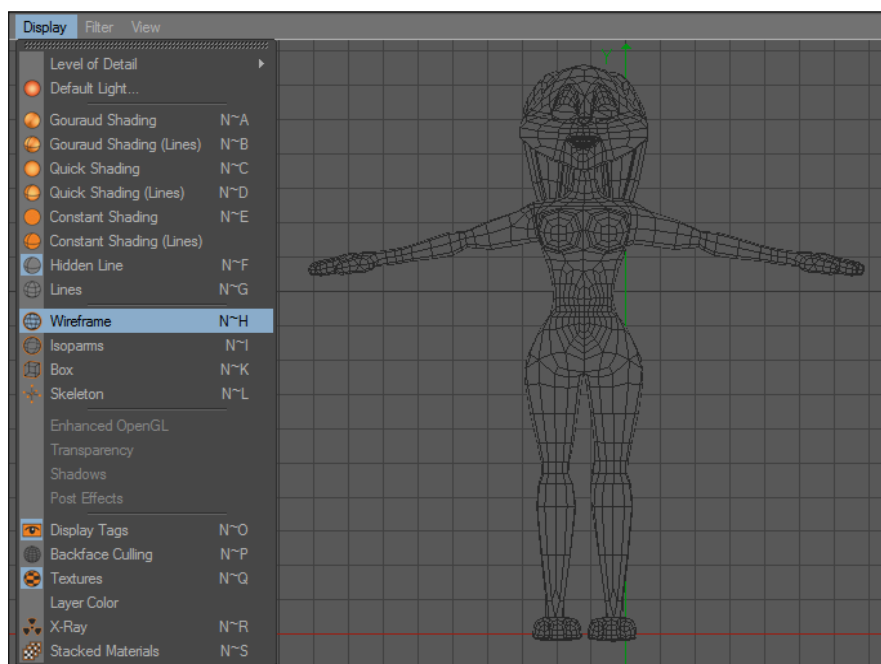 Display Filter View
Level of Detail
Default Light...
Gouraud Shading N~A
Gouraud Shading (Lines) N~B
Quick Shading N~C
Quick Shading (Lines) N~D
Constant Shading N~E
Constant Shading (Lines)
Hidden Line N~F
Lines N~G
Wireframe N~H
Isoparms N~I
Box N~K
Skeleton N~L
Enhanced OpenGL
Transparency
Shadows
Post Effects
Display Tags N~O
Backface Culling N~P
Textures N~Q
Layer Color
X-Ray N~R
Stacked Materials N~S
Y